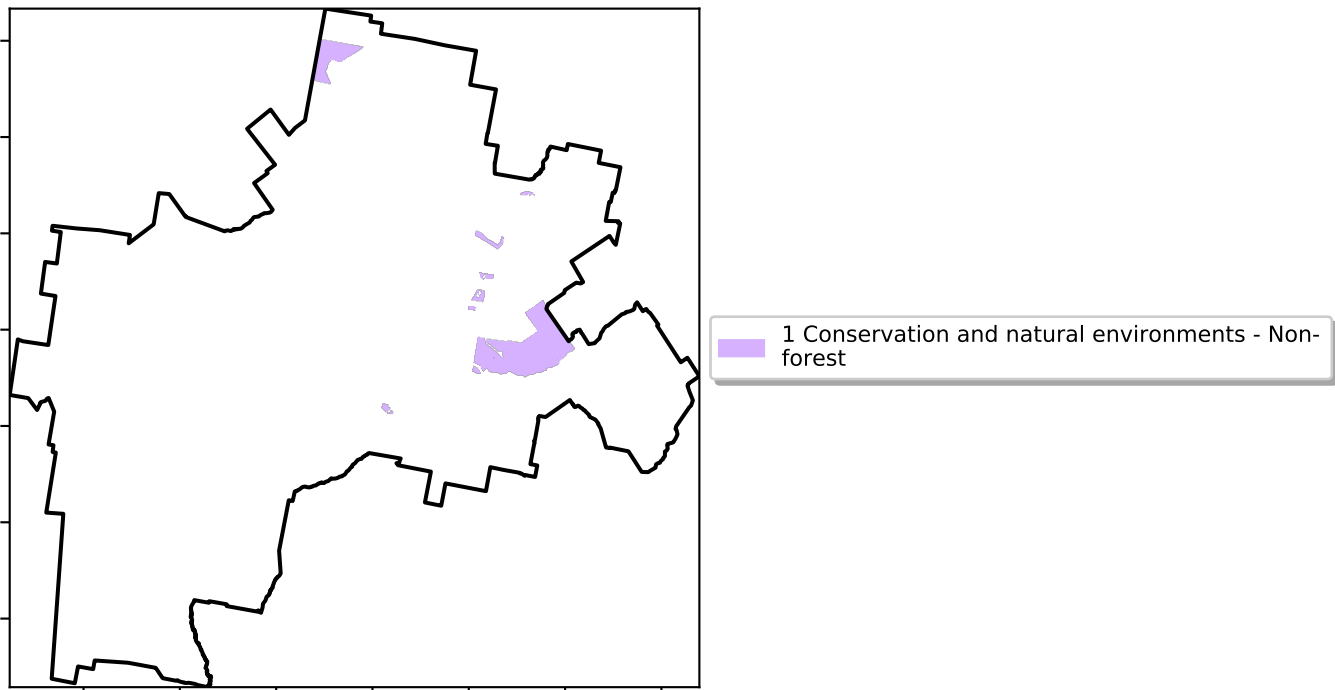 1 Conservation and natural environments - Non-
forest